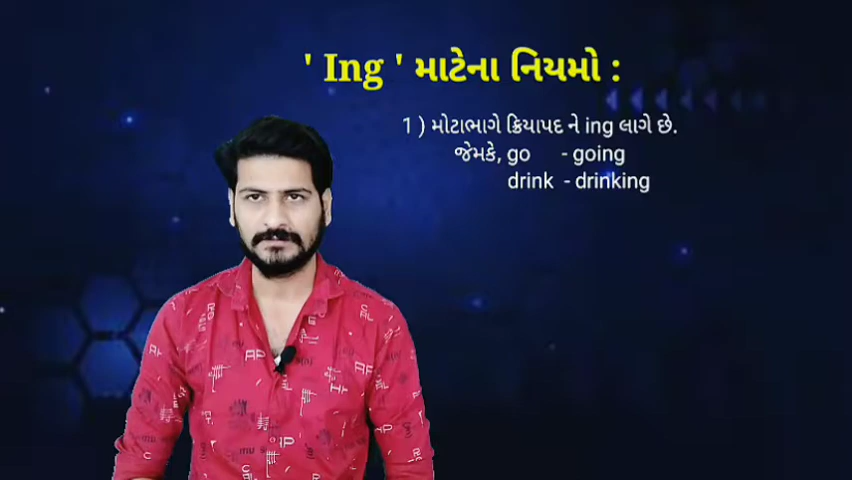 ' Ing ' માટેના નિયમો :
1 ) મોટાભાગે ક્રિયાપદ ને ing લાગે છે.
જેમકે, go - going
drink - drinking